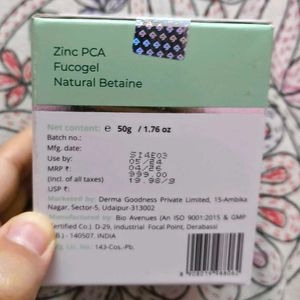 Zinc PCA
Fucogel
Natural Betaine
Net content: ℮ 50g / 1.76 oz
Batch no.: S14E03
Mfg. date: 05/24
Use by: 04/26
MRP ₹: 999.00
(incl. of all taxes)
USP ₹: 19.98/g
Marketed by: Derma Goodness Private Limited, 15-Ambika
Nagar, Sector-5, Udaipur-313002
Manufactured by: Bio Avenues (An ISO 9001:2015 & GMP
Certified Co.) D-29, Industrial Focal Point, Derabassi
B.) - 140507, INDIA
Lic. No.: 143-Cos.-Pb.